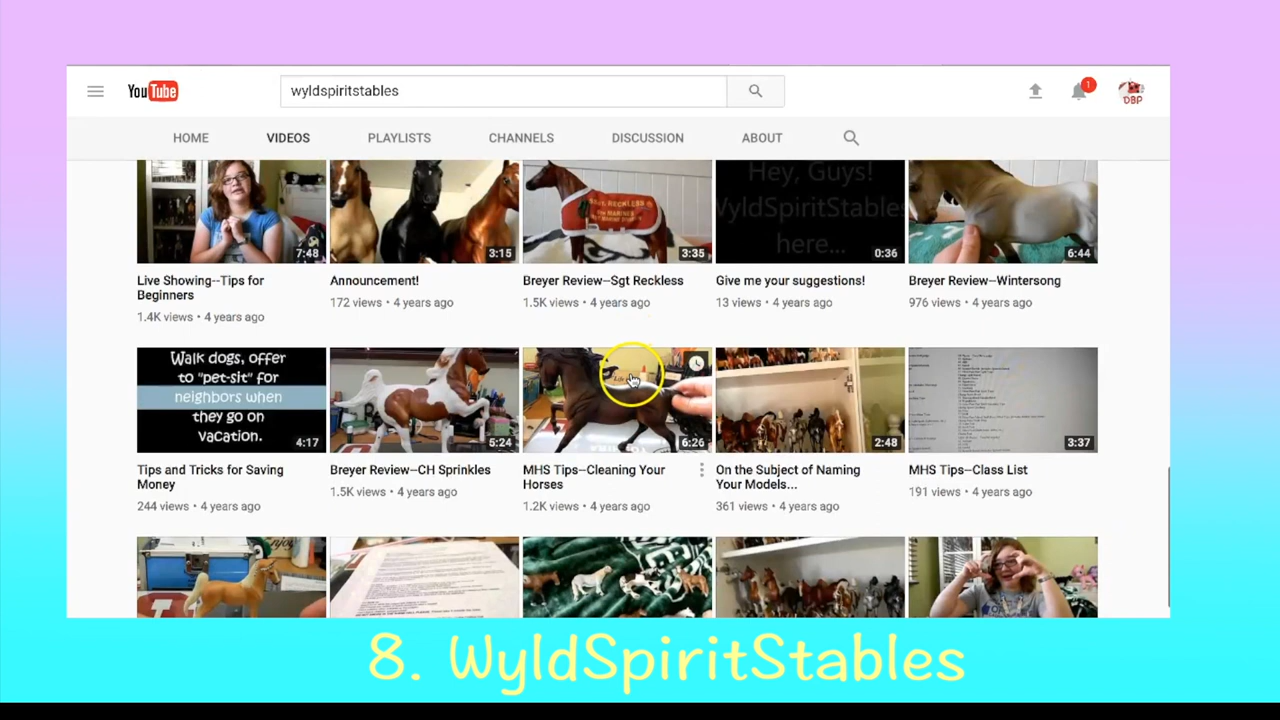 YouTube
wyldspiritstables
1
DBP
HOME VIDEOS PLAYLISTS CHANNELS DISCUSSION ABOUT
7:48
3:15
SGT. RECKLESS
3:35
Hey, Guys!
WyldSpiritStables
here...
0:36
6:44
Live Showing--Tips for
Beginners
1.4K views • 4 years ago
Announcement!
172 views • 4 years ago
Breyer Review--Sgt Reckless
1.5K views • 4 years ago
Give me your suggestions!
13 views • 4 years ago
Breyer Review--Wintersong
976 views • 4 years ago
Walk dogs, offer
to "pet-sit" for
neighbors when
they go on
vacation.
4:17
5:24
6:26
2:48
3:37
Tips and Tricks for Saving
Money
244 views • 4 years ago
Breyer Review--CH Sprinkles
1.5K views • 4 years ago
MHS Tips--Cleaning Your
Horses
1.2K views • 4 years ago
On the Subject of Naming
Your Models...
361 views • 4 years ago
MHS Tips--Class List
191 views • 4 years ago
8. WyldSpiritStables